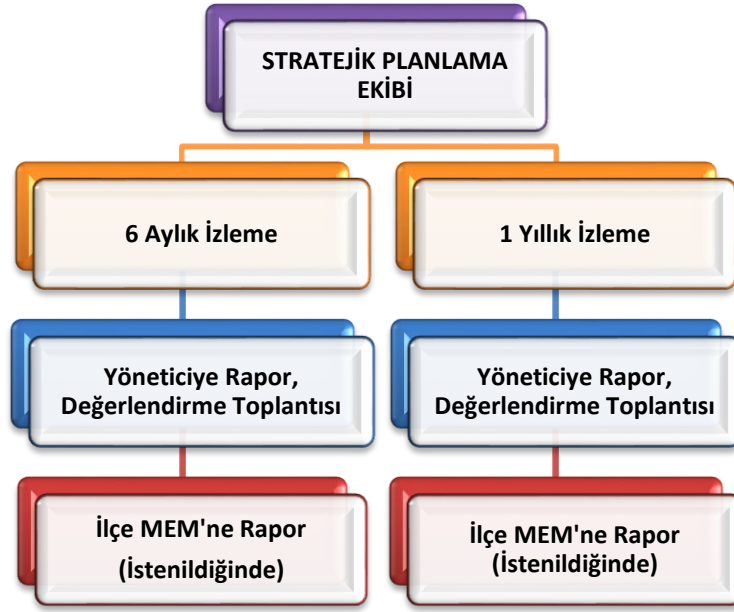 STRATEJİK PLANLAMA
EKİBİ
6 Aylık İzleme
1 Yıllık İzleme
Yöneticiye Rapor,
Değerlendirme Toplantısı
Yöneticiye Rapor,
Değerlendirme Toplantısı
İlçe MEM'ne Rapor
(İstenildiğinde)
İlçe MEM'ne Rapor
(İstenildiğinde)